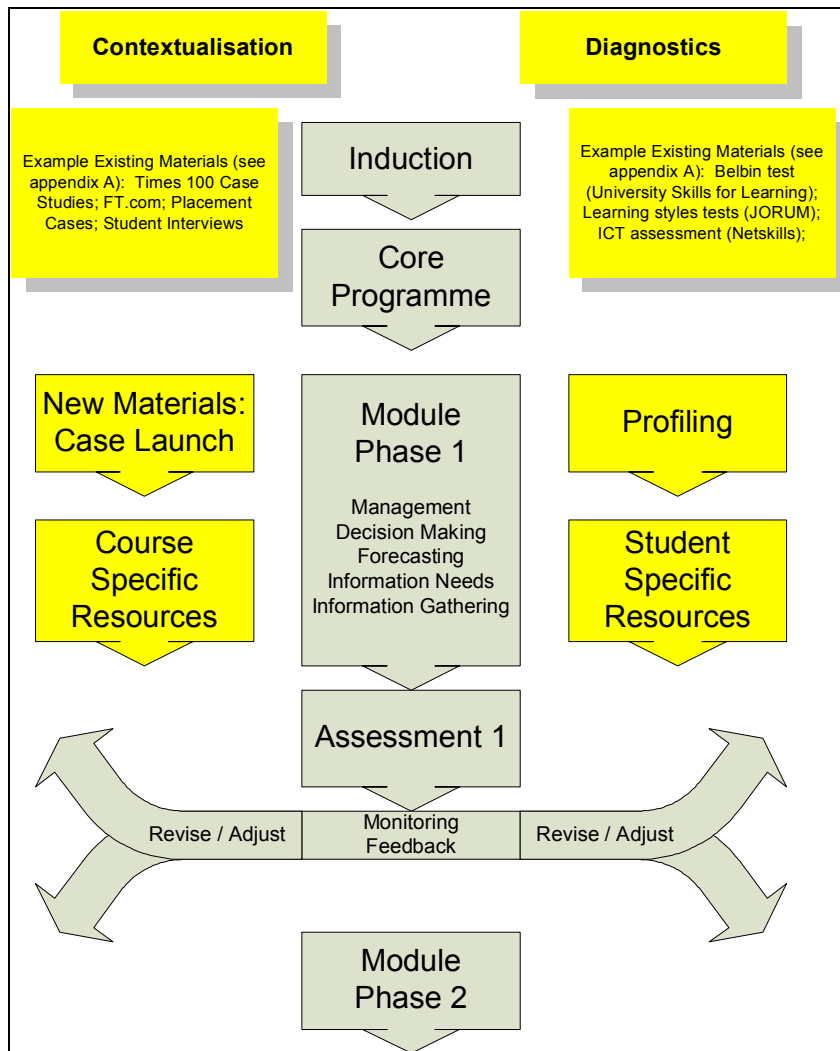 Contextualisation
Diagnostics
Example Existing Materials (see
appendix A):  Times 100 Case
Studies; FT.com; Placement
Cases; Student Interviews
Induction
Example Existing Materials (see
appendix A):  Belbin test
(University Skills for Learning);
Learning styles tests (JORUM);
ICT assessment (Netskills);
Core
Programme
New Materials:
Case Launch
Module
Phase 1
Management
Decision Making
Forecasting
Information Needs
Information Gathering
Profiling
Course
Specific
Resources
Student
Specific
Resources
Assessment 1
Revise / Adjust
Monitoring
Feedback
Revise / Adjust
Module
Phase 2